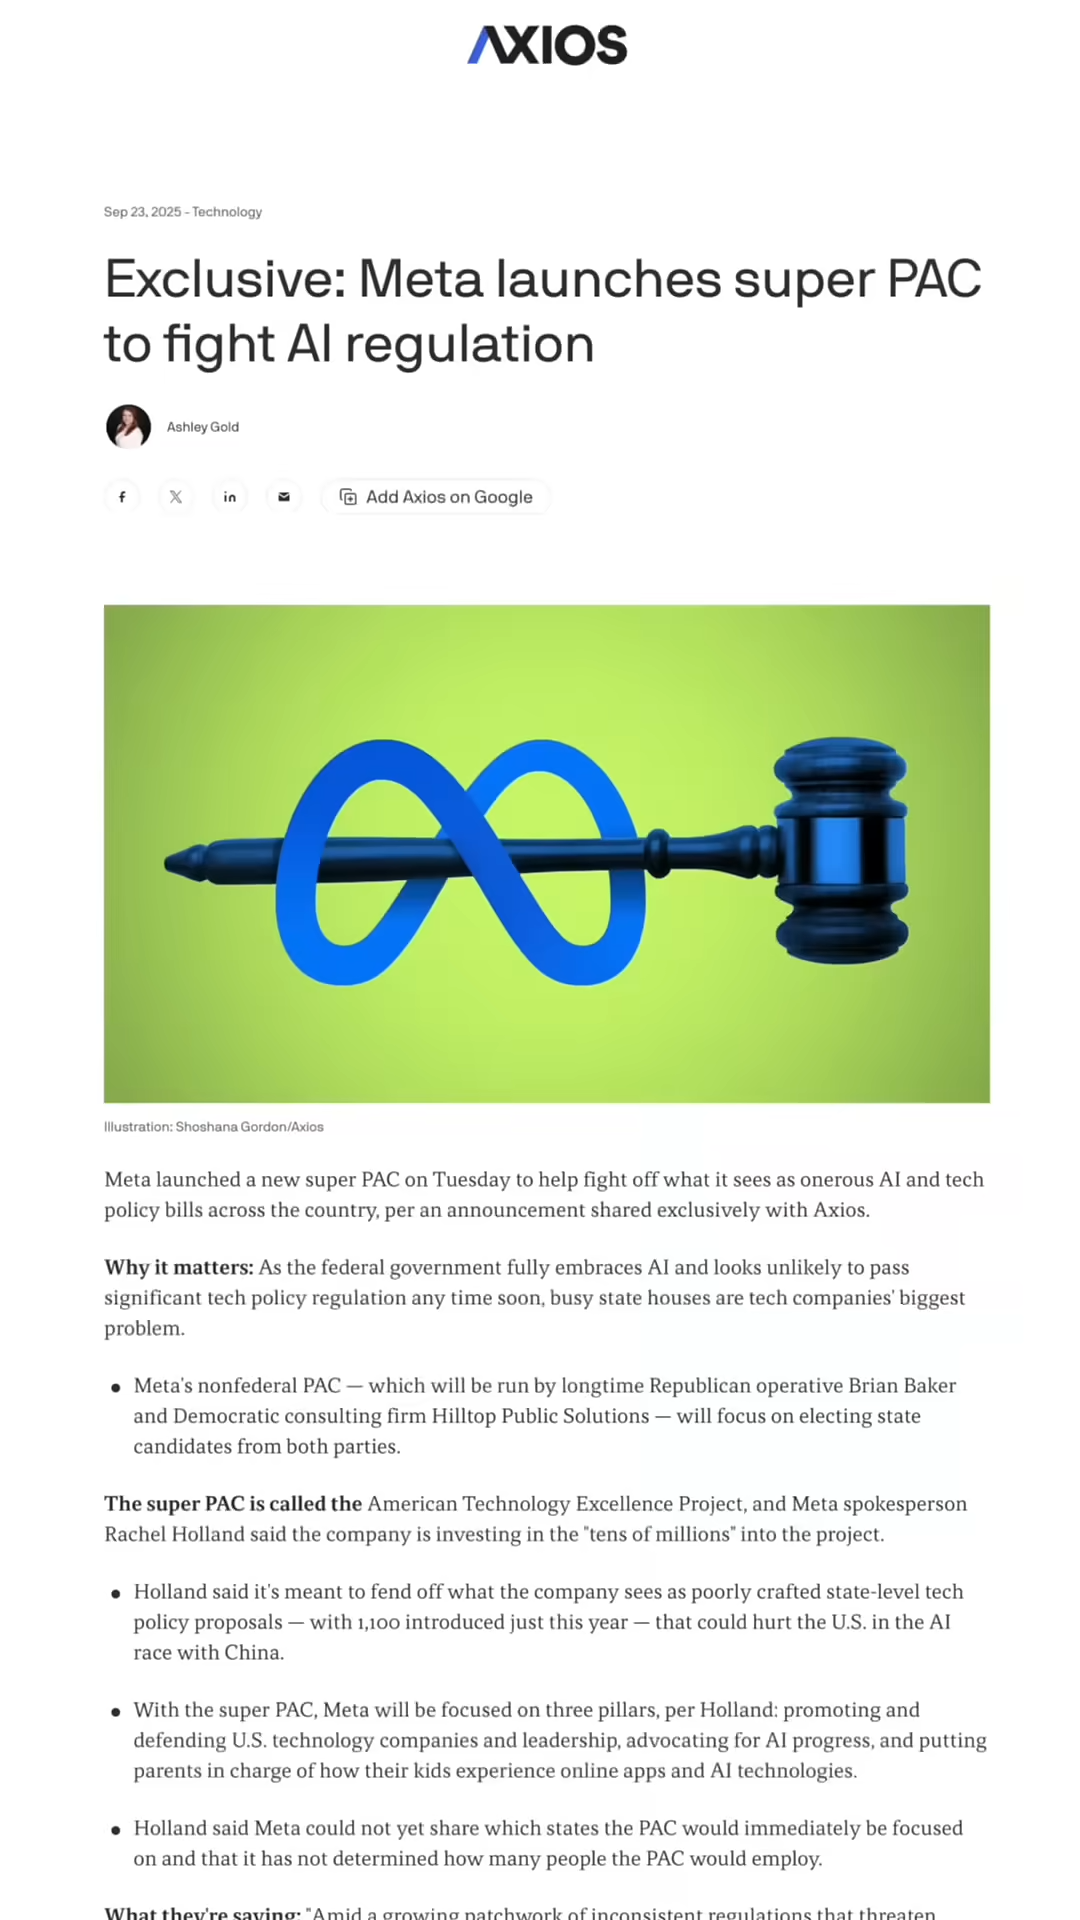 AXIOS
Sep 23, 2025 - Technology
Exclusive: Meta launches super PAC
to fight AI regulation
Ashley Gold
Add Axios on Google
Illustration: Shoshana Gordon/Axios
Meta launched a new super PAC on Tuesday to help fight off what it sees as onerous AI and tech
policy bills across the country, per an announcement shared exclusively with Axios.
Why it matters: As the federal government fully embraces AI and looks unlikely to pass
significant tech policy regulation any time soon, busy state houses are tech companies' biggest
problem.
• Meta's nonfederal PAC — which will be run by longtime Republican operative Brian Baker
and Democratic consulting firm Hilltop Public Solutions — will focus on electing state
candidates from both parties.
The super PAC is called the American Technology Excellence Project, and Meta spokesperson
Rachel Holland said the company is investing in the "tens of millions" into the project.
• Holland said it's meant to fend off what the company sees as poorly crafted state-level tech
policy proposals — with 1,100 introduced just this year — that could hurt the U.S. in the AI
race with China.
• With the super PAC, Meta will be focused on three pillars, per Holland: promoting and
defending U.S. technology companies and leadership, advocating for AI progress, and putting
parents in charge of how their kids experience online apps and AI technologies.
• Holland said Meta could not yet share which states the PAC would immediately be focused
on and that it has not determined how many people the PAC would employ.
What they're saying: "Amid a growing patchwork of inconsistent regulations that threaten